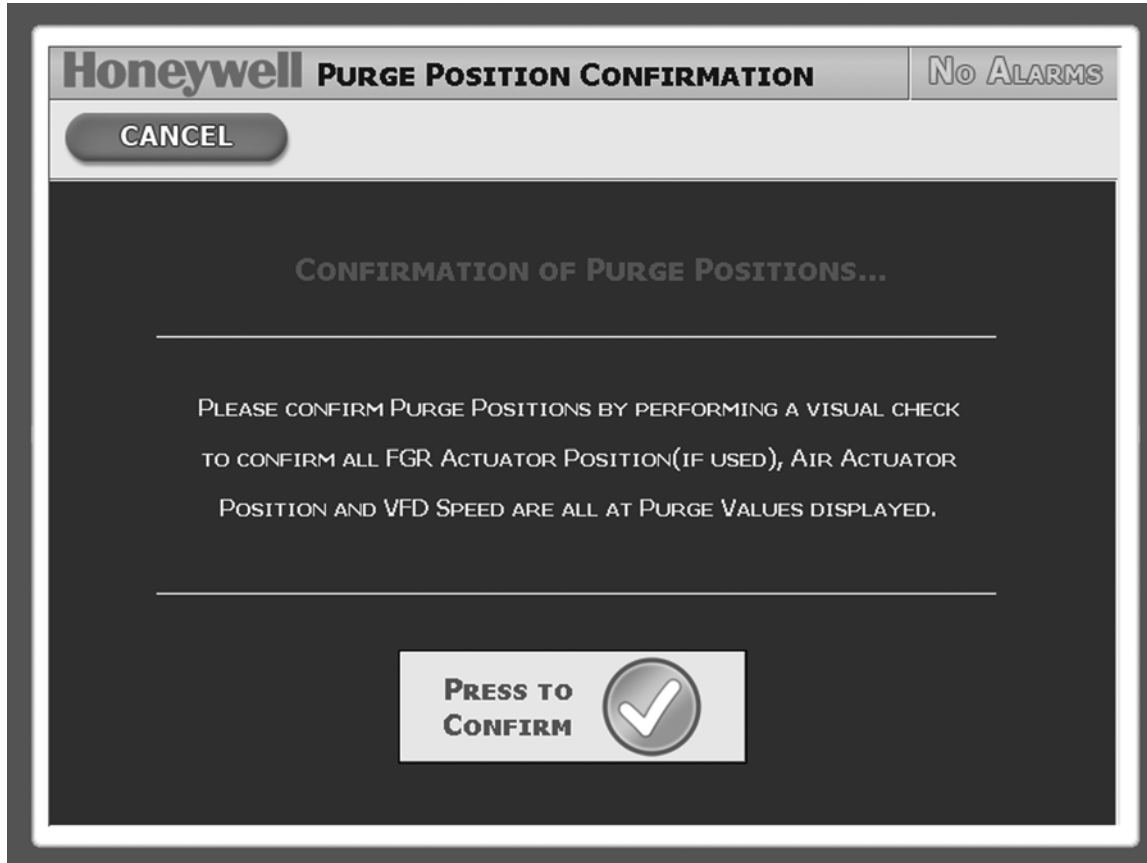 Honeywell PURGE POSITION CONFIRMATION NO ALARMS
CANCEL
CONFIRMATION OF PURGE POSITIONS...
PLEASE CONFIRM PURGE POSITIONS BY PERFORMING A VISUAL CHECK
TO CONFIRM ALL FGR ACTUATOR POSITION(IF USED), AIR ACTUATOR
POSITION AND VFD SPEED ARE ALL AT PURGE VALUES DISPLAYED.
PRESS TO
CONFIRM